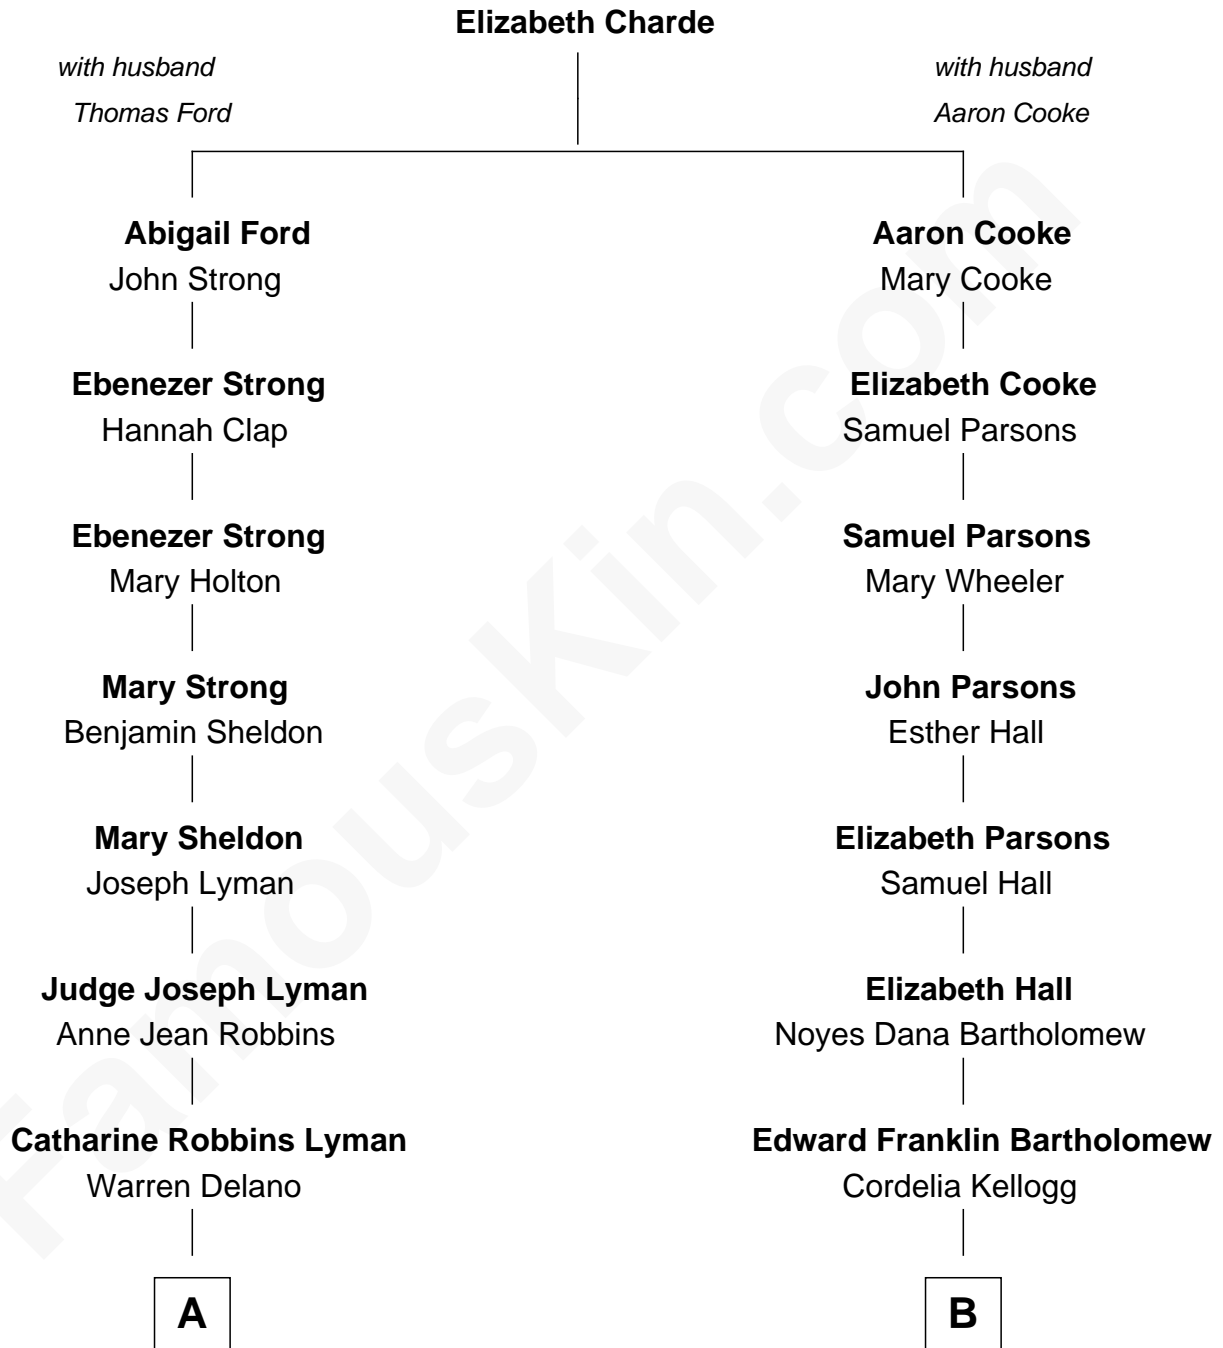 Elizabeth Charde
with husband
Thomas Ford
with husband
Aaron Cooke
Abigail Ford
John Strong
Aaron Cooke
Mary Cooke
Ebenezer Strong
Hannah Clap
Elizabeth Cooke
Samuel Parsons
Ebenezer Strong
Mary Holton
Samuel Parsons
Mary Wheeler
Mary Strong
Benjamin Sheldon
John Parsons
Esther Hall
Mary Sheldon
Joseph Lyman
Elizabeth Parsons
Samuel Hall
Judge Joseph Lyman
Anne Jean Robbins
Elizabeth Hall
Noyes Dana Bartholomew
Catharine Robbins Lyman
Warren Delano
Edward Franklin Bartholomew
Cordelia Kellogg
A
B
FamousKin.com